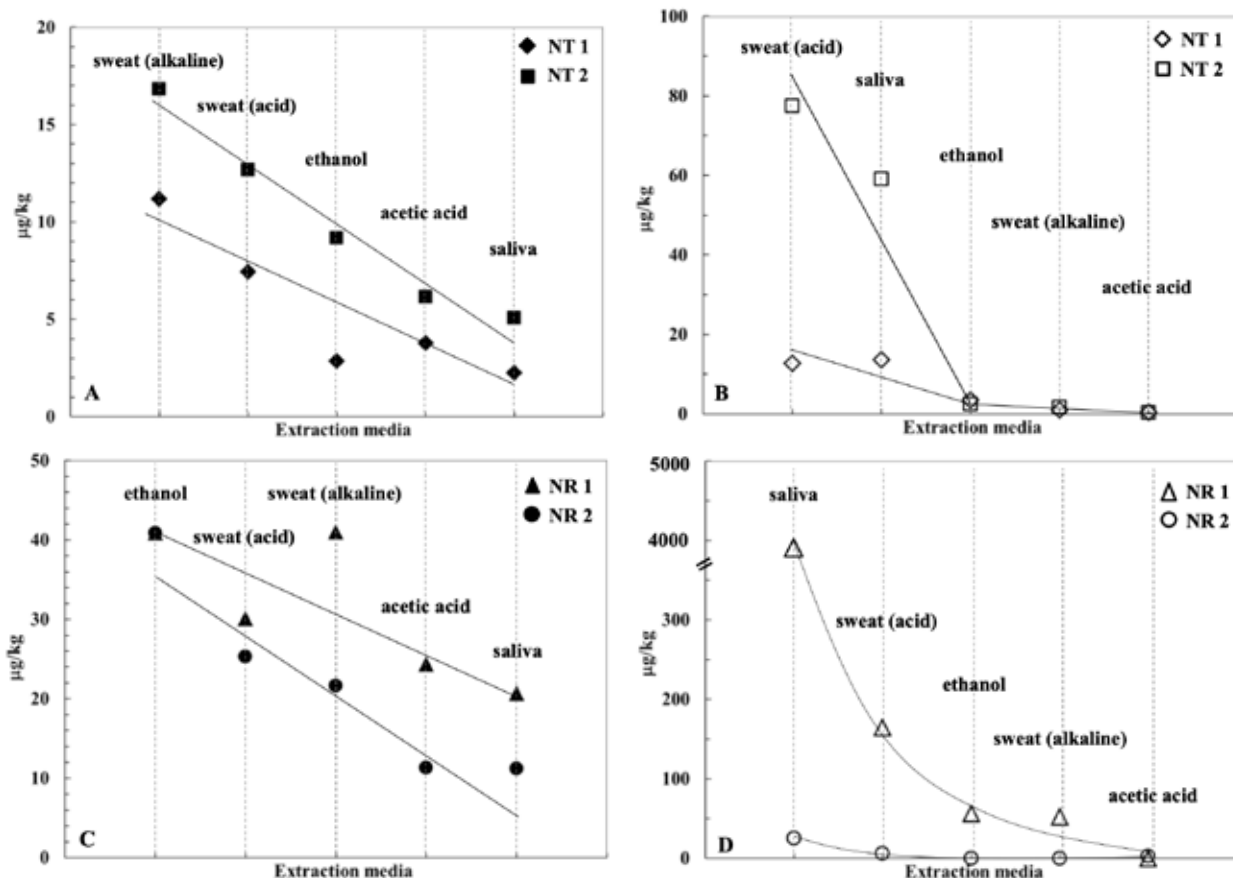 20
15
10
5
0
µg/kg
sweat (alkaline)
sweat (acid)
ethanol
acetic acid
saliva
NT 1
NT 2
A
Extraction media
100
80
60
40
20
0
µg/kg
sweat (acid)
saliva
ethanol
sweat (alkaline)
acetic acid
NT 1
NT 2
B
Extraction media
50
40
30
20
10
0
µg/kg
ethanol
sweat (acid)
sweat (alkaline)
acetic acid
saliva
NR 1
NR 2
C
Extraction media
5000
4000
300
200
100
0
µg/kg
saliva
sweat (acid)
ethanol
sweat (alkaline)
acetic acid
NR 1
NR 2
D
Extraction media